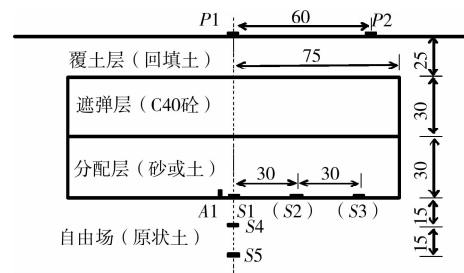 P1
60
P2
覆土层（回填土）
75
25
遮弹层（C40砼）
30
分配层（砂或土）
30
30
30
A1
S1
（S2）
（S3）
15
自由场（原状土）
S4
15
S5